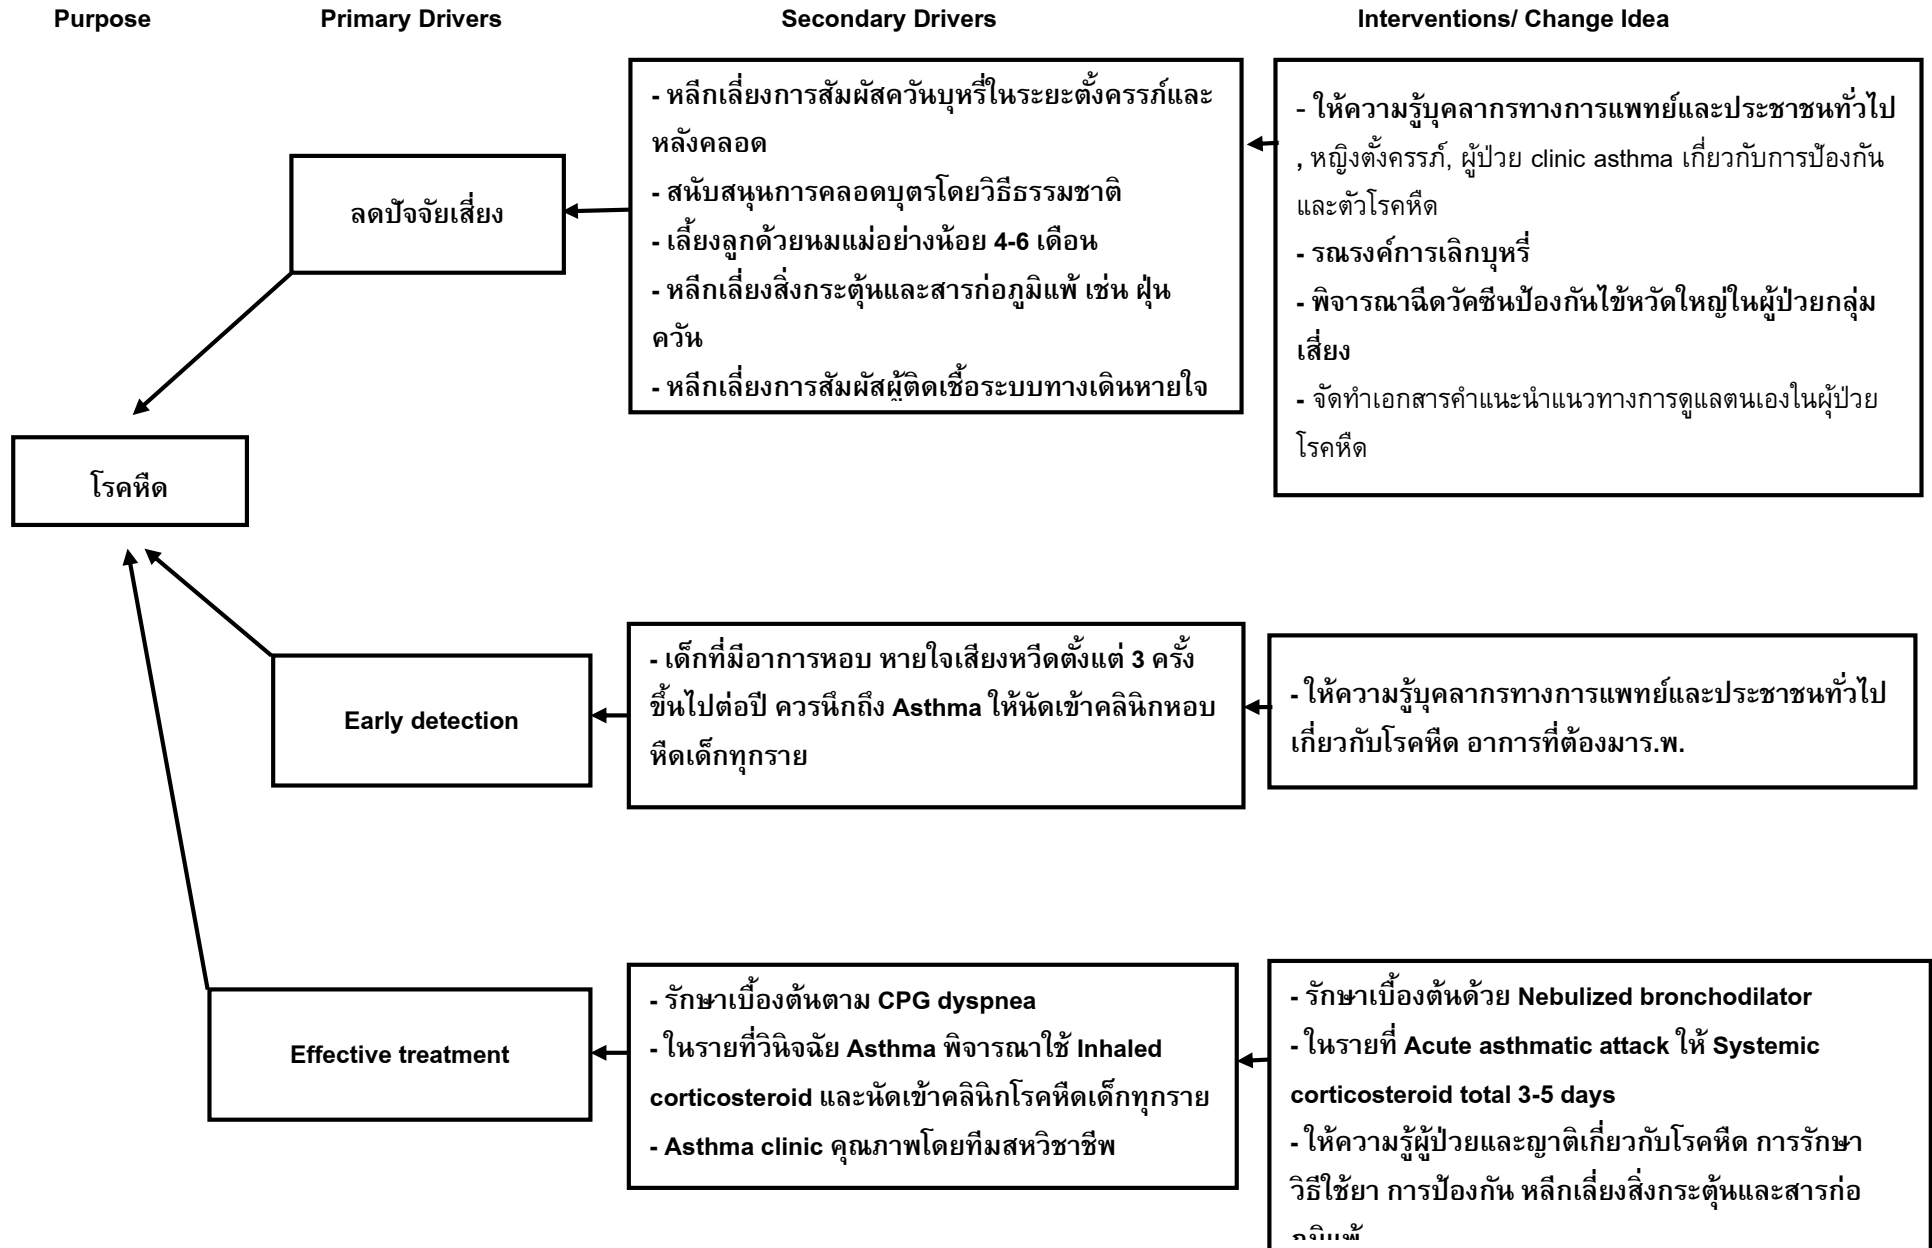 Purpose
Primary Drivers
Secondary Drivers
Interventions/ Change Idea
ลดปัจจัยเสี่ยง
- หลีกเลี่ยงการสัมผัสควันบุหรี่ในระยะตั้งครรภ์และ
หลังคลอด
- สนับสนุนการคลอดบุตรโดยวิธีธรรมชาติ
- เลี้ยงลูกด้วยนมแม่อย่างน้อย 4-6 เดือน
- หลีกเลี่ยงสิ่งกระตุ้นและสารก่อภูมิแพ้ เช่น ฝุ่น
ควัน
- หลีกเลี่ยงการสัมผัสผู้ติดเชื้อระบบทางเดินหายใจ
- ให้ความรู้บุคลากรทางการแพทย์และประชาชนทั่วไป
, หญิงตั้งครรภ์, ผู้ป่วย clinic asthma เกี่ยวกับการป้องกัน
และตัวโรคหืด
- รณรงค์การเลิกบุหรี่
- พิจารณาฉีดวัคซีนป้องกันไข้หวัดใหญ่ในผู้ป่วยกลุ่ม
เสี่ยง
- จัดทำเอกสารคำแนะนำแนวทางการดูแลตนเองในผุ้ป่วย
โรคหืด
โรคหืด
Early detection
- เด็กที่มีอาการหอบ หายใจเสียงหวีดตั้งแต่ 3 ครั้ง
ขึ้นไปต่อปี ควรนึกถึง Asthma ให้นัดเข้าคลินิกหอบ
หืดเด็กทุกราย
- ให้ความรู้บุคลากรทางการแพทย์และประชาชนทั่วไป
เกี่ยวกับโรคหืด อาการที่ต้องมาร.พ.
Effective treatment
- รักษาเบื้องต้นตาม CPG dyspnea
- ในรายที่วินิจฉัย Asthma พิจารณาใช้ Inhaled
corticosteroid และนัดเข้าคลินิกโรคหืดเด็กทุกราย
- Asthma clinic คุณภาพโดยทีมสหวิชาชีพ
- รักษาเบื้องต้นด้วย Nebulized bronchodilator
- ในรายที่ Acute asthmatic attack ให้ Systemic
corticosteroid total 3-5 days
- ให้ความรู้ผู้ป่วยและญาติเกี่ยวกับโรคหืด การรักษา
วิธีใช้ยา การป้องกัน หลีกเลี่ยงสิ่งกระตุ้นและสารก่อ
ภูมิแพ้